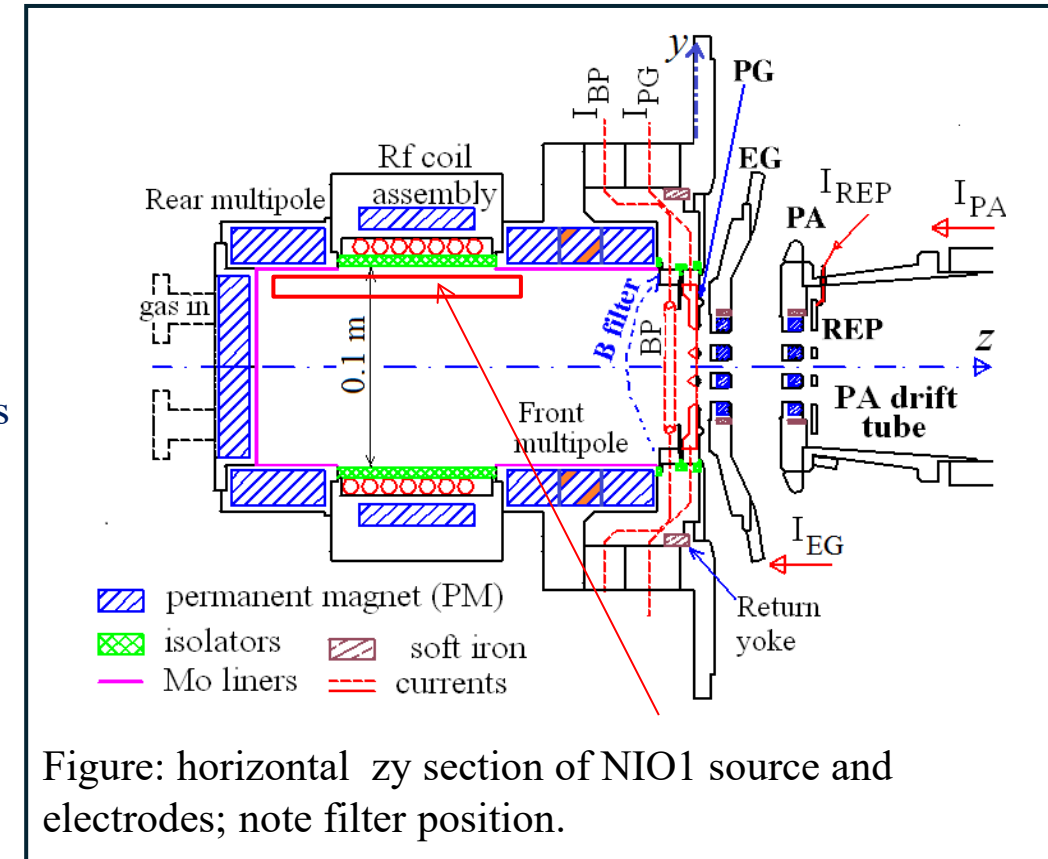 y
PG
I_BP
I_PG
EG
Rf coil
assembly
I_REP
I_PA
Rear multipole
PA
gas in
0.1 m
B filter
BP
REP
z
Front
multipole
PA drift
tube
I_EG
permanent magnet (PM)
Return
yoke
isolators
soft iron
Mo liners
currents
s
Figure: horizontal zy section of NIO1 source and
electrodes; note filter position.